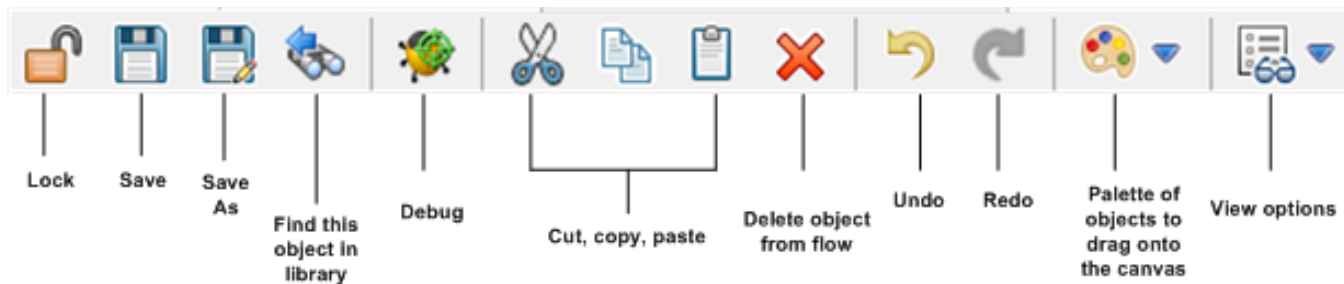 Lock
Save
Save
As
Find this
object in
library
Debug
Cut, copy, paste
Delete object
from flow
Undo
Redo
Palette of
objects to
drag onto
the canvas
View options